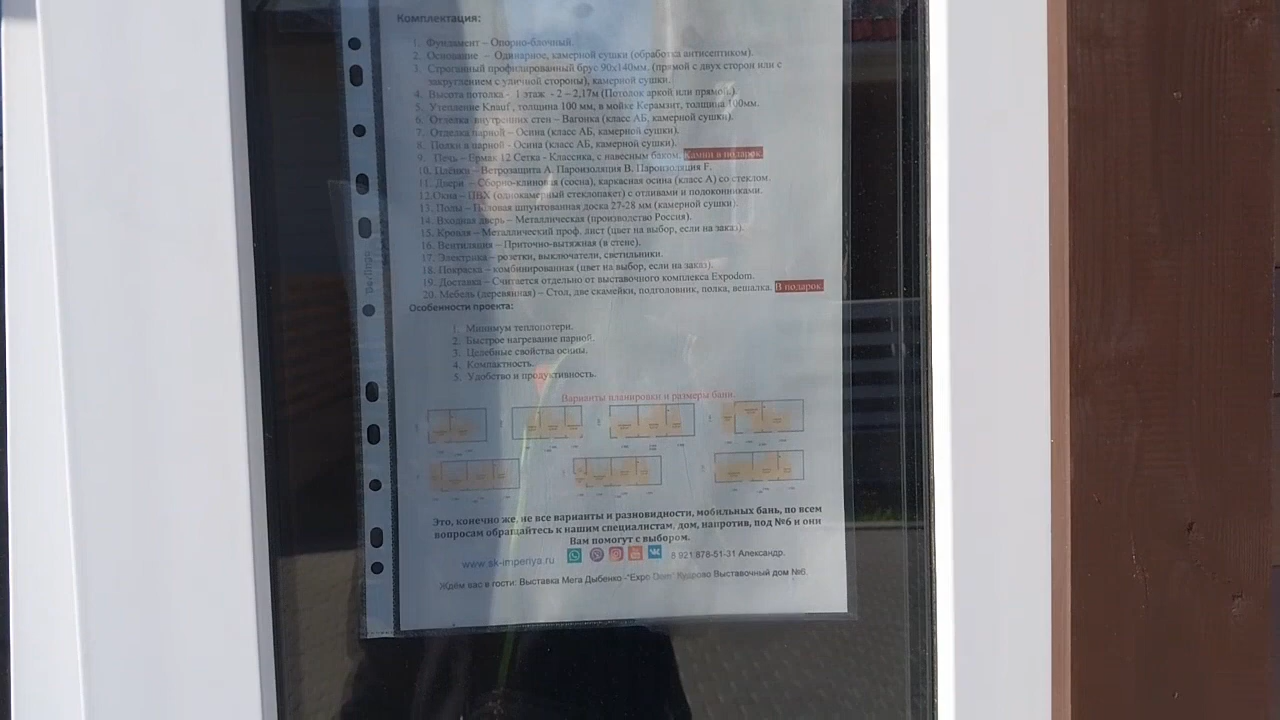 Комплектация:
1. Фундамент – Опорно-блочный.
2. Основание – Одинарное, камерной сушки (обработка антисептиком).
3. Строганный профилированный брус 90х140мм. (прямой с двух сторон или с
закруглением с уличной стороны), камерной сушки.
4. Высота потолка - 1 этаж - 2 – 2,17м (Потолок аркой или прямой.).
5. Утепление Knauf , толщина 100 мм, в мойке Керамзит, толщина 100мм.
6. Отделка внутренних стен – Вагонка (класс АБ, камерной сушки).
7. Отделка парной – Осина (класс АБ, камерной сушки).
8. Полки в парной - Осина (класс АБ, камерной сушки).
9. Печь – Ермак 12 Сетка - Классика, с навесным баком. Камни в подарок.
10. Плёнка – Ветрозащита А, Пароизоляция В, Пароизоляция F.
11. Двери – Сборно-клиновая (сосна), каркасная осина (класс А) со стеклом.
12.Окна – ПВХ (однокамерный стеклопакет) с отливами и подоконниками.
13. Полы – Половая шпунтованная доска 27-28 мм (камерной сушки).
14. Входная дверь – Металлическая (производство Россия).
15. Кровля – Металлический проф. лист (цвет на выбор, если на заказ).
16. Вентиляция – Приточно-вытяжная (в стене).
17. Электрика – розетки, выключатели, светильники.
18. Покраска – комбинированная (цвет на выбор, если на заказ).
19. Доставка – Считается отдельно от выставочного комплекса Expodom.
20. Мебель (деревянная) – Стол, две скамейки, подголовник, полка, вешалка. В подарок.
Особенности проекта:
1. Минимум теплопотери.
2. Быстрое нагревание парной.
3. Целебные свойства осины.
4. Компактность.
5. Удобство и продуктивность.
Варианты планировки и размеры бани.
Это, конечно же, не все варианты и разновидности, мобильных бань, по всем
вопросам обращайтесь к нашим специалистам, дом, напротив, под №6 и они
Вам помогут с выбором.
www.sk-imperiya.ru 8 921 878-51-31 Александр.
Ждём вас в гости: Выставка Мега Дыбенко -"Expo Dom" Кудрово Выставочный дом №6.
Berlingo